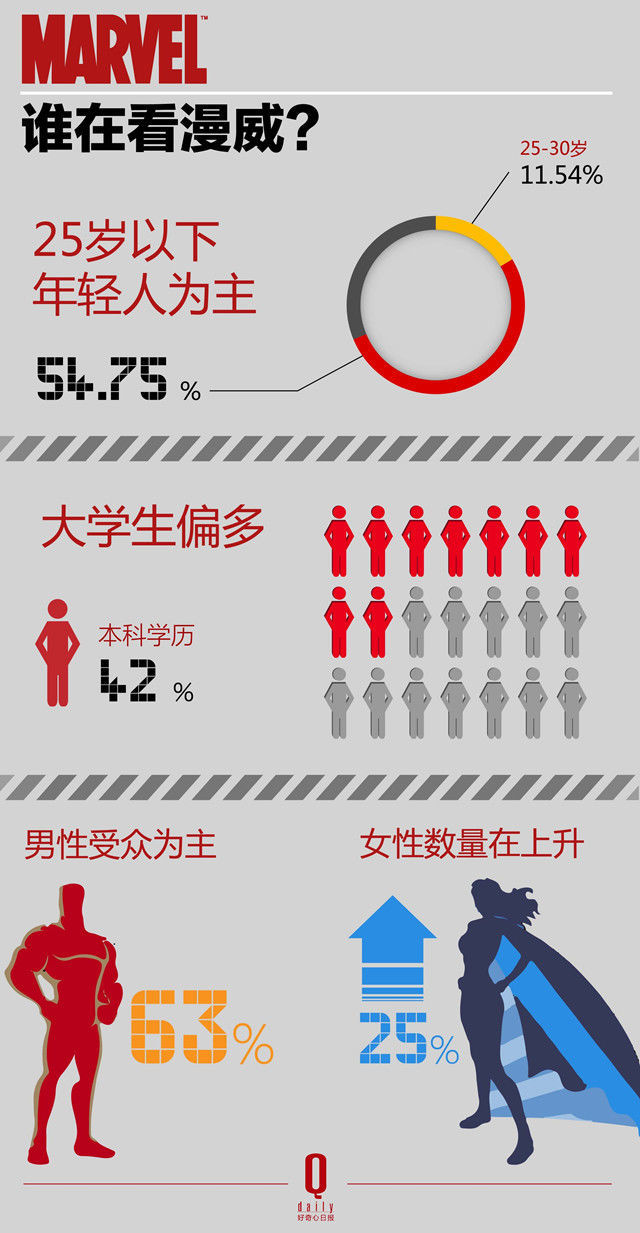 MARVEL™
谁在看漫威?
25-30岁
11.54%
25岁以下
年轻人为主
54.75 %
大学生偏多
本科学历
42 %
男性受众为主
女性数量在上升
63%
25%
Q
daily
好奇心日报